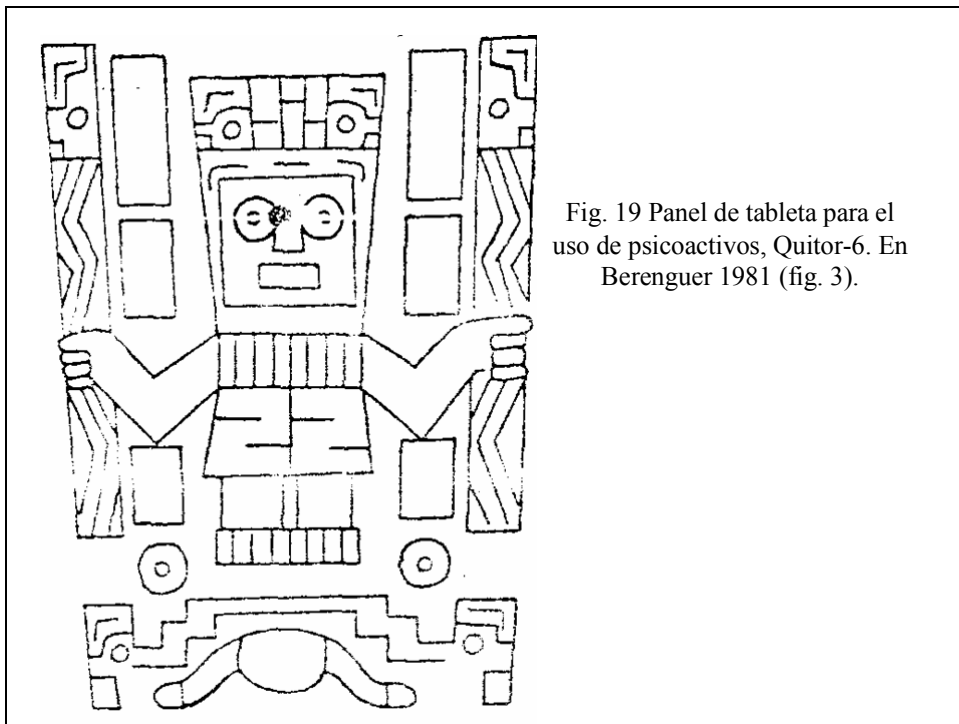 Fig. 19 Panel de tableta para el
uso de psicoactivos, Quitor-6. En
Berenguer 1981 (fig. 3).